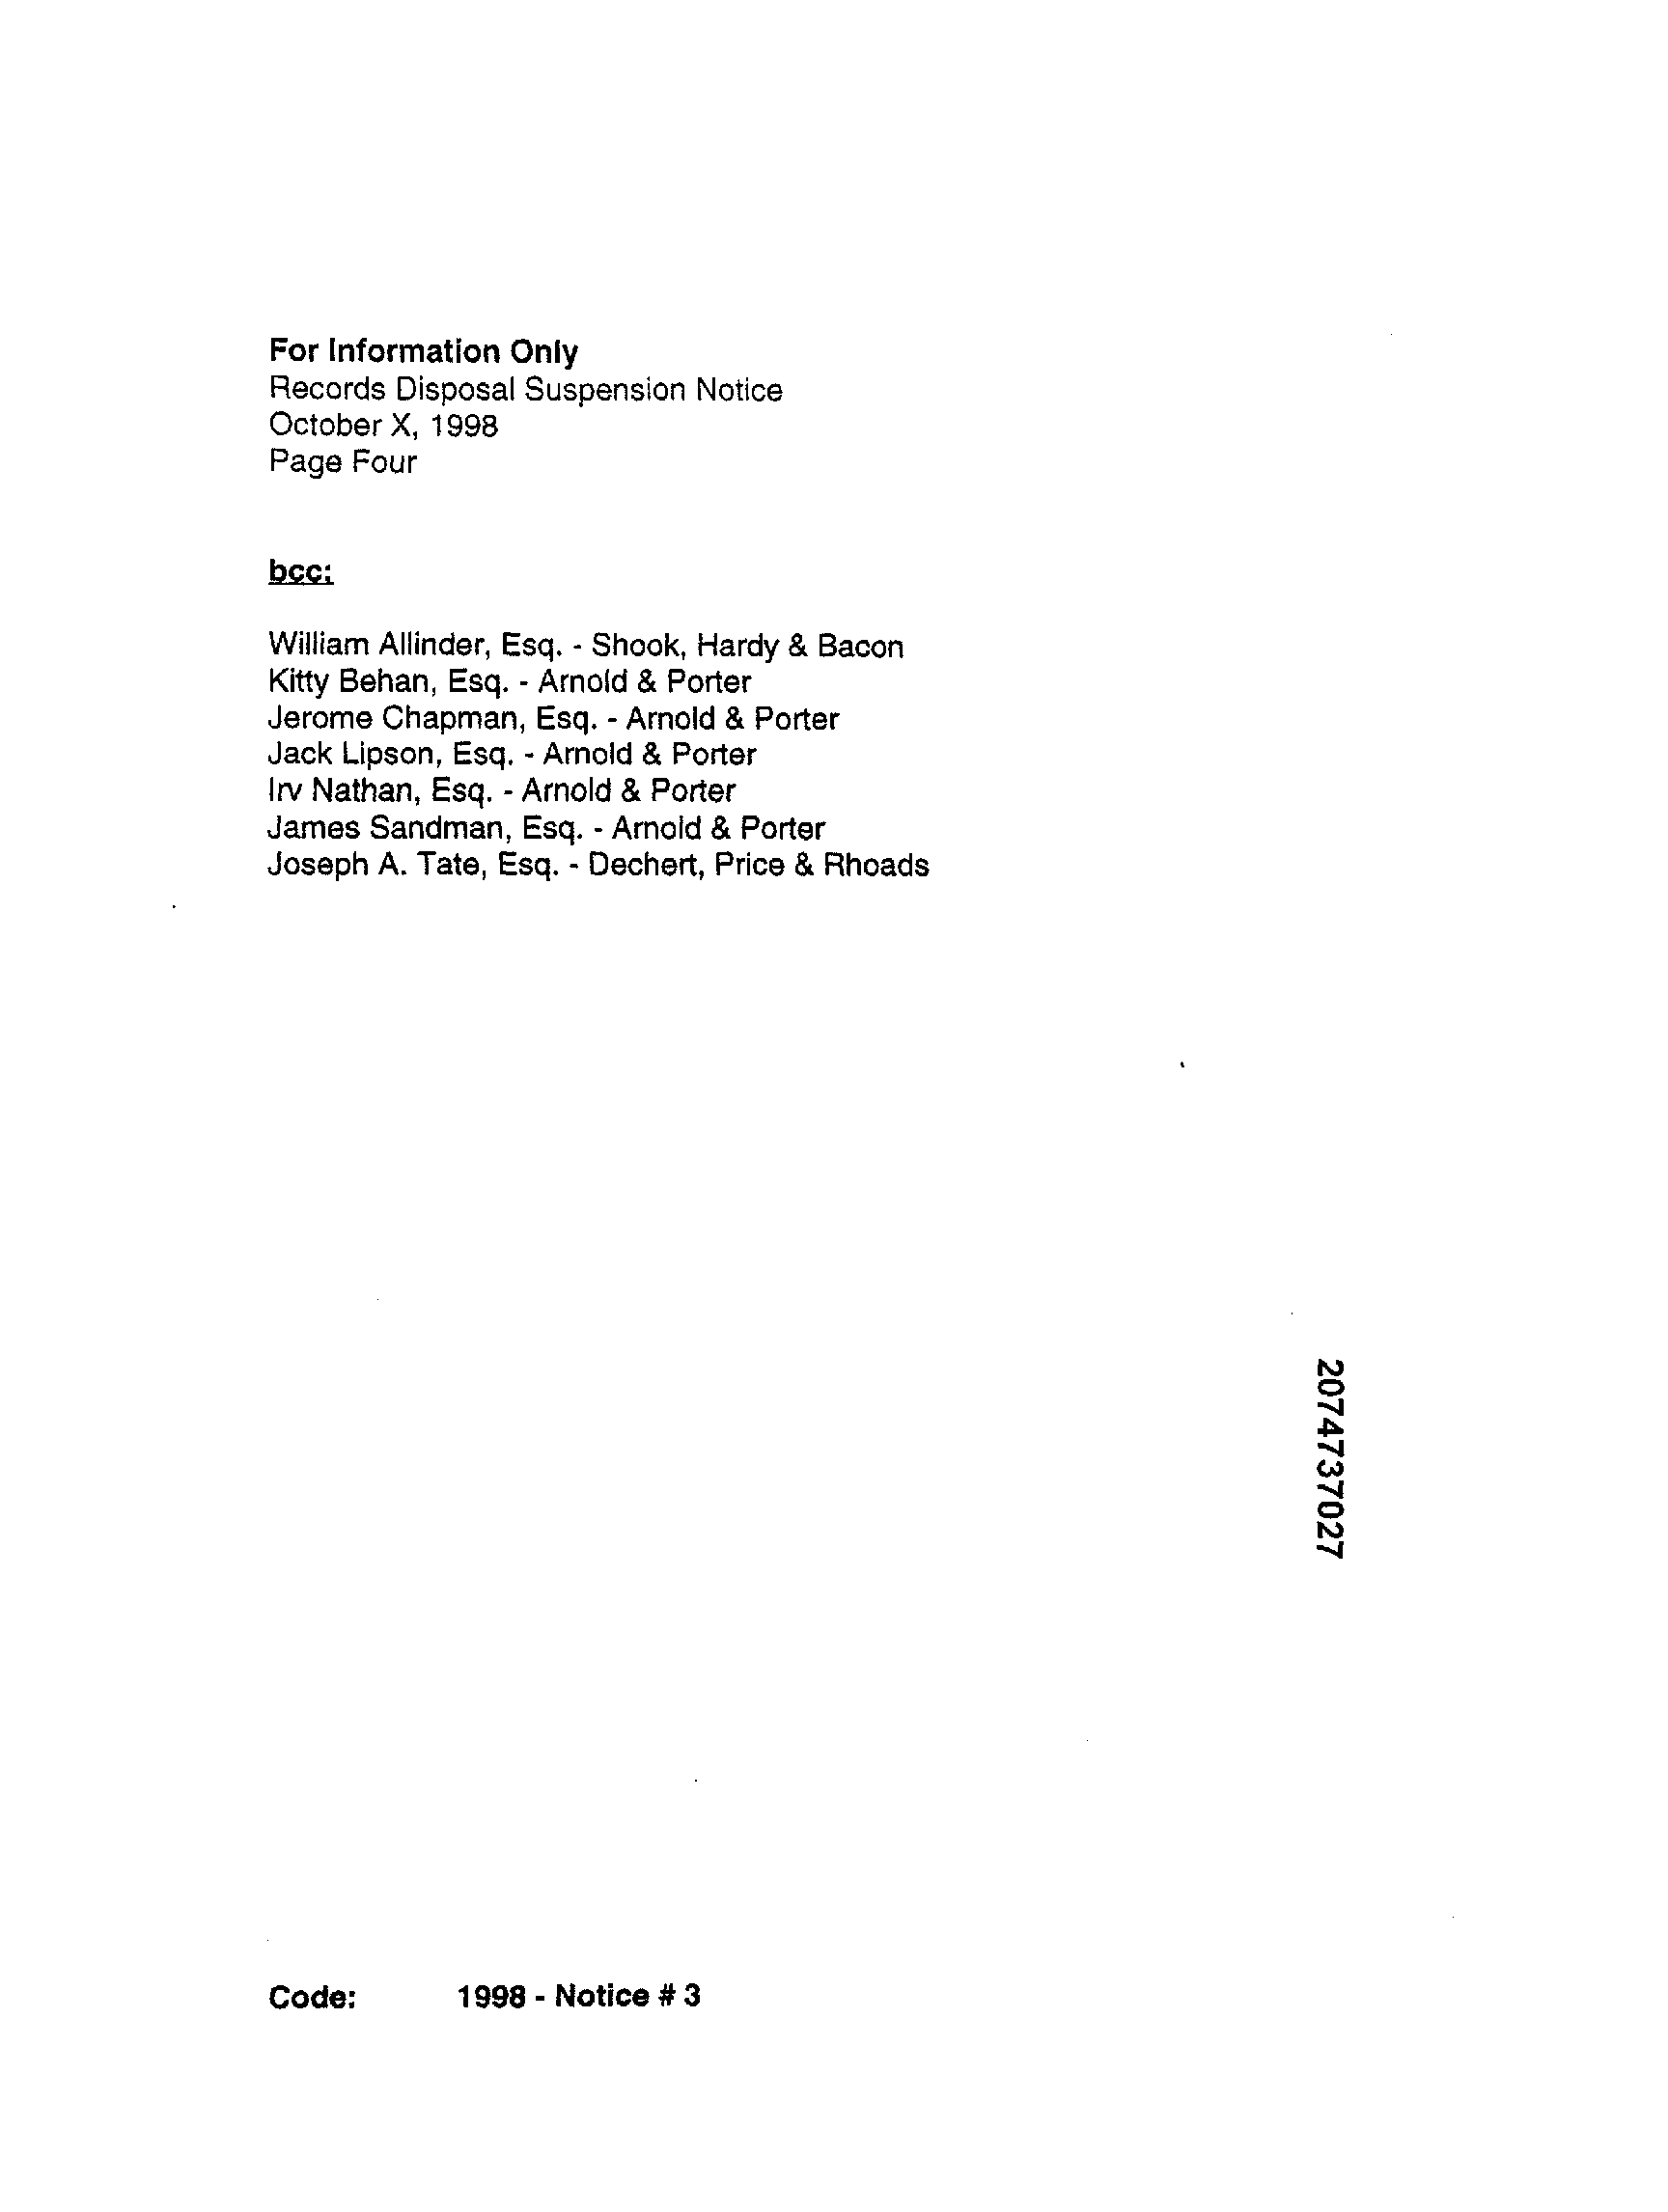 For Information Only
Records Disposal Suspension Notice
October X, 1998
Page Four
bcc:
William Allinder, Esq. - Shook, Hardy & Bacon
Kitty Behan, Esq. - Arnold & Porter
Jerome Chapman, Esq. - Arnold & Porter
Jack Lipson, Esq. - Arnold & Porter
Irv Nathan, Esq. - Arnold & Porter
James Sandman, Esq. - Arnold & Porter
Joseph A. Tate, Esq. - Dechert, Price & Rhoads
2074737027
Code: 1998 - Notice # 3